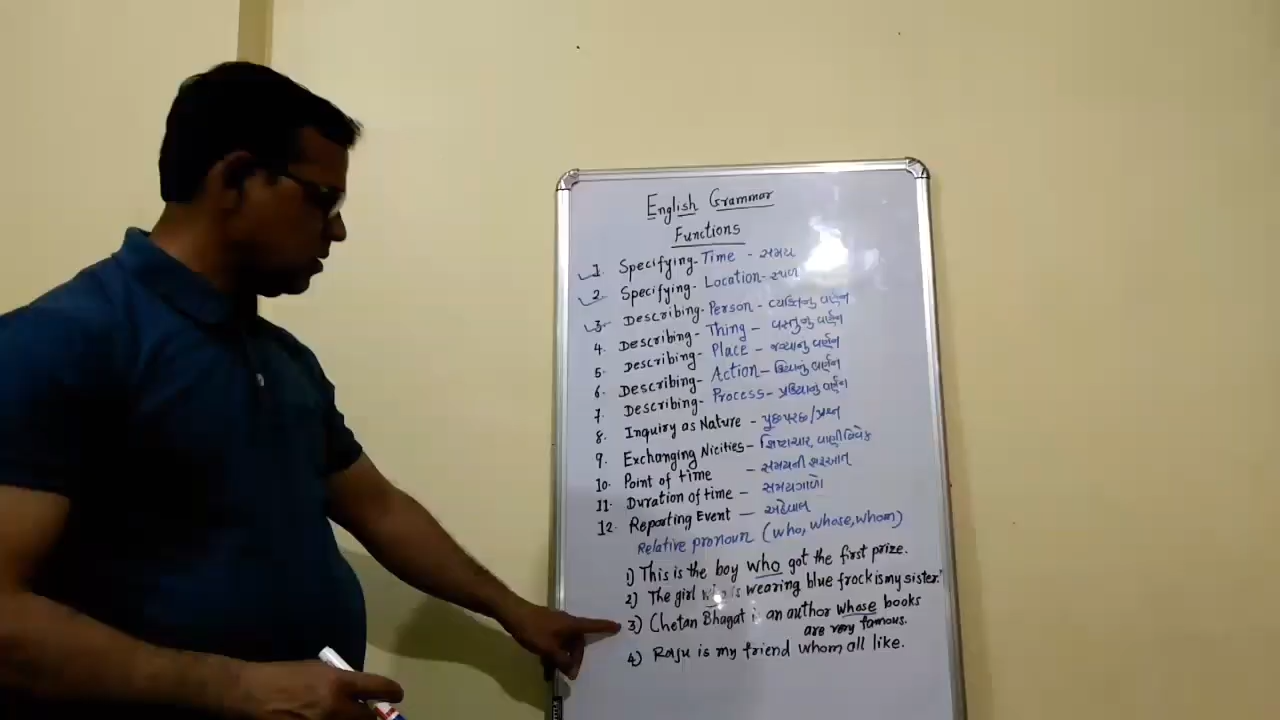 English Grammar
Functions
1. Specifying-Time - સમય
2. Specifying-Location-સ્થળ
3. Describing-Person - વ્યક્તિનું વર્ણન
4. Describing-Thing - વસ્તુનું વર્ણન
5. Describing-Place - જગ્યાનું વર્ણન
6. Describing-Action-ક્રિયાનું વર્ણન
7. Describing-Process-પ્રક્રિયાનું વર્ણન
8. Inquiry as Nature - પુછપરછ/પ્રશ્ન
9. Exchanging Nicities-શિષ્ટાચાર, વાણીવિવેક
10. Point of time - સમયની શરૂઆત
11. Duration of time - સમયગાળો
12. Reporting Event - અહેવાલ
Relative pronoun (who, whose, whom)
1) This is the boy who got the first prize.
2) The girl who is wearing blue frock is my sister.
3) Chetan Bhagat is an author whose books
are very famous.
4) Raju is my friend whom all like.